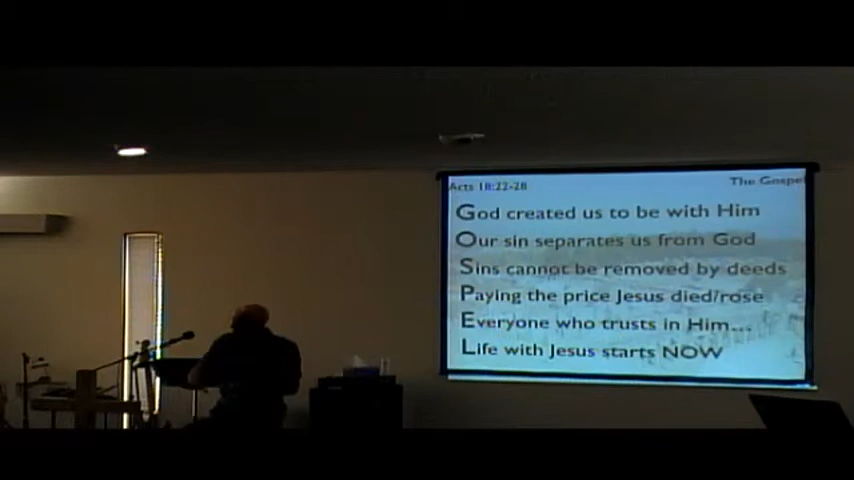 Acts 18:22-28
The Gospel
God created us to be with Him
Our sin separates us from God
Sins cannot be removed by deeds
Paying the price Jesus died/rose
Everyone who trusts in Him...
Life with Jesus starts NOW